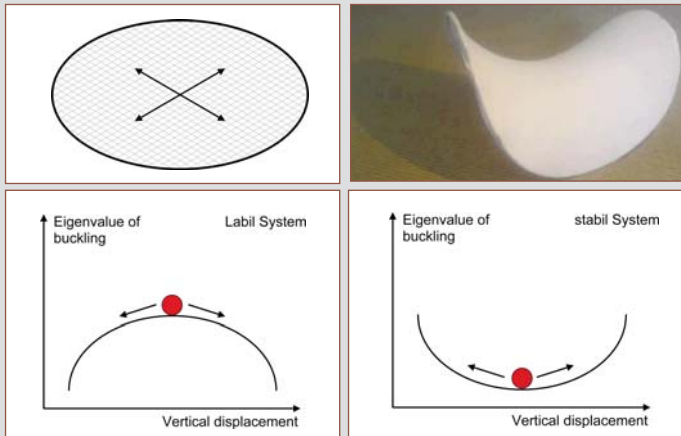 Eigenvalue of
buckling
Labil System
Vertical displacement
Eigenvalue of
buckling
stabil System
Vertical displacement